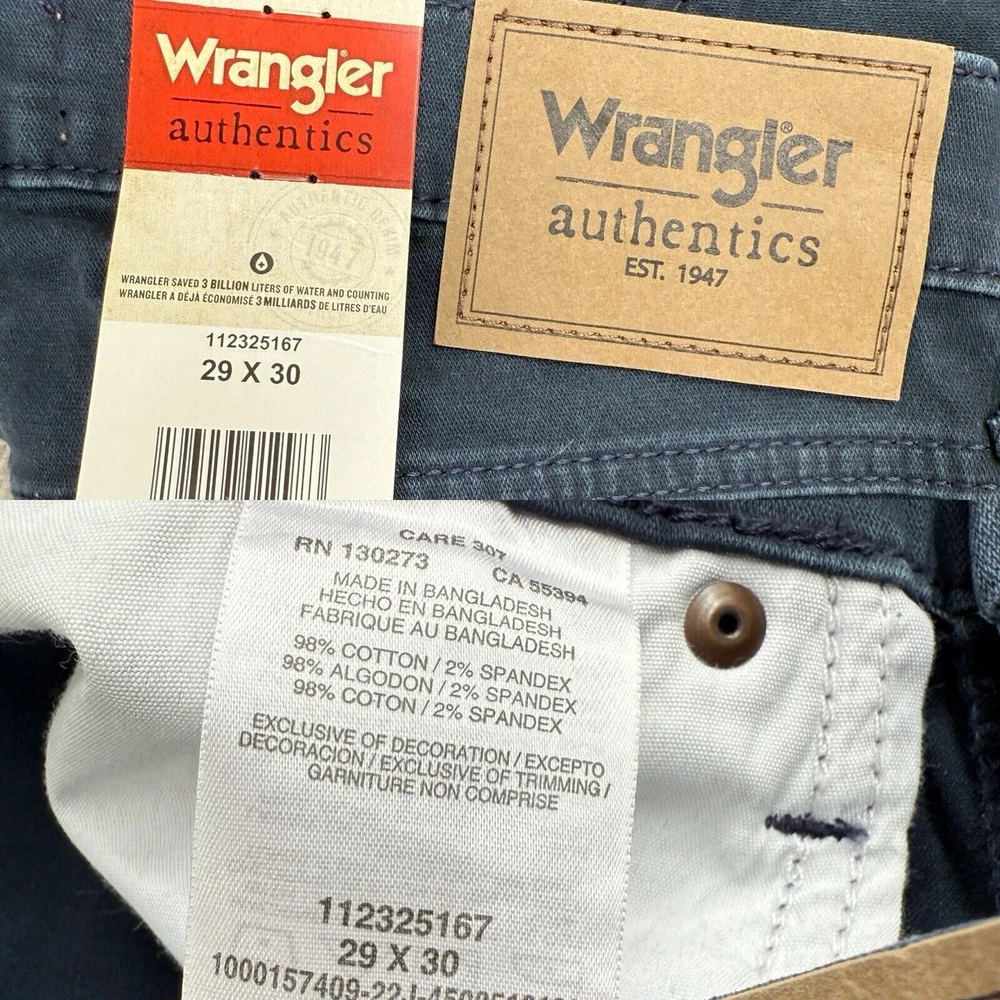 Wrangler®
authentics
AUTHENTIC DENIM
1947
WRANGLER SAVED 3 BILLION LITERS OF WATER AND COUNTING
WRANGLER A DÉJÀ ÉCONOMISÉ 3 MILLIARDS DE LITRES D'EAU
112325167
29 X 30
Wrangler®
authentics
EST. 1947
CARE 307
RN 130273 CA 55394
MADE IN BANGLADESH
HECHO EN BANGLADESH
FABRIQUE AU BANGLADESH
98% COTTON / 2% SPANDEX
98% ALGODON / 2% SPANDEX
98% COTON / 2% SPANDEX
EXCLUSIVE OF DECORATION / EXCEPTO
DECORACION / EXCLUSIVE OF TRIMMING /
GARNITURE NON COMPRISE
112325167
29 X 30